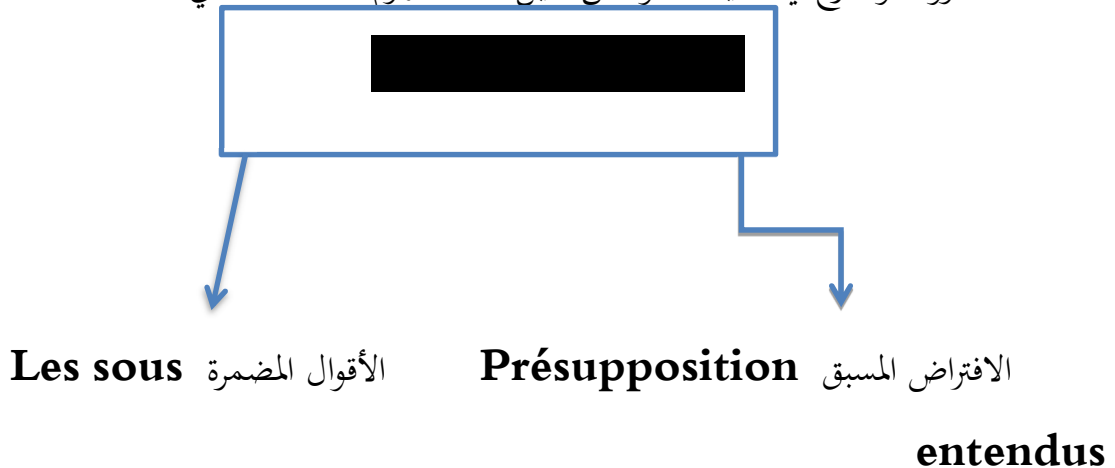 الافتراض المسبق Présupposition الأقوال المضمرة Les sous
entendus